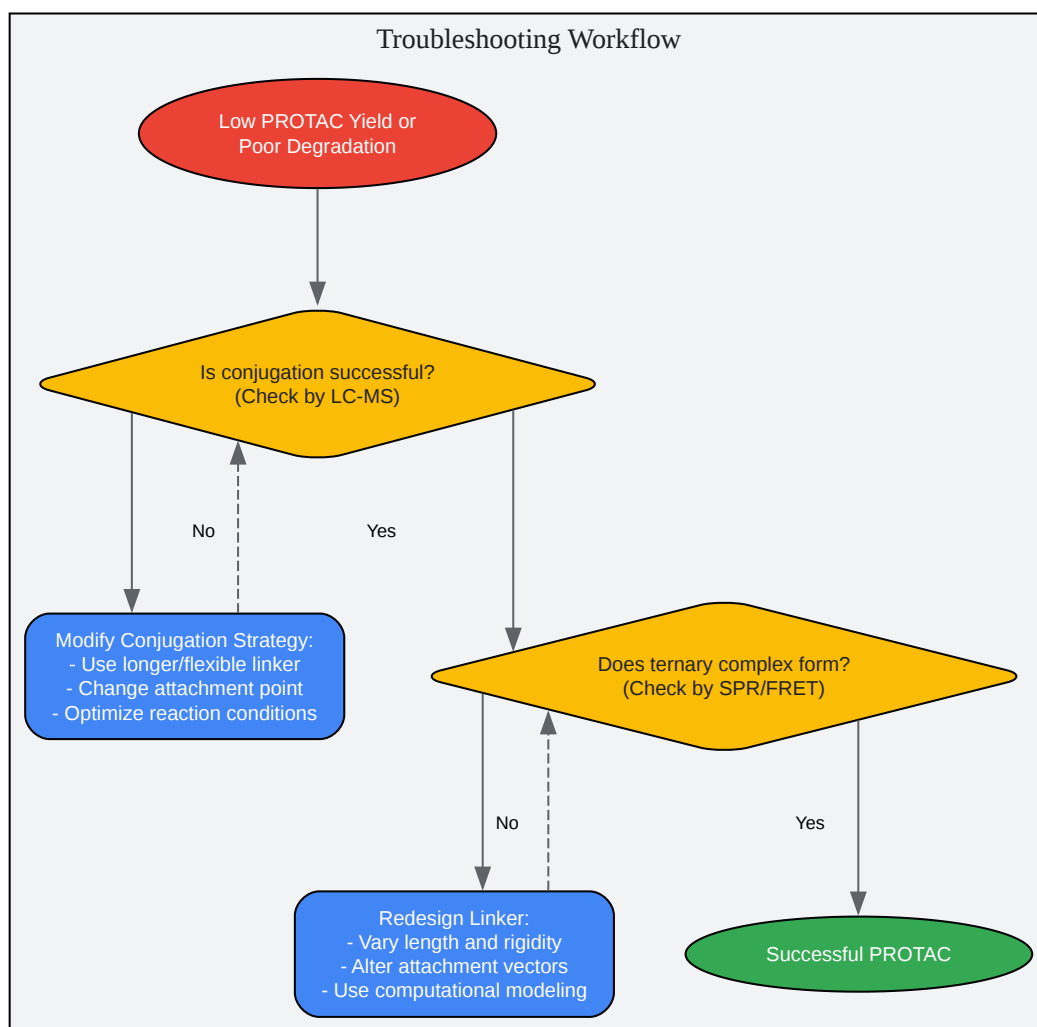 Troubleshooting Workflow
Low PROTAC Yield or
Poor Degradation
Is conjugation successful?
(Check by LC-MS)
No
Yes
Modify Conjugation Strategy:
- Use longer/flexible linker
- Change attachment point
- Optimize reaction conditions
Does ternary complex form?
(Check by SPR/FRET)
No
Yes
Redesign Linker:
- Vary length and rigidity
- Alter attachment vectors
- Use computational modeling
Successful PROTAC